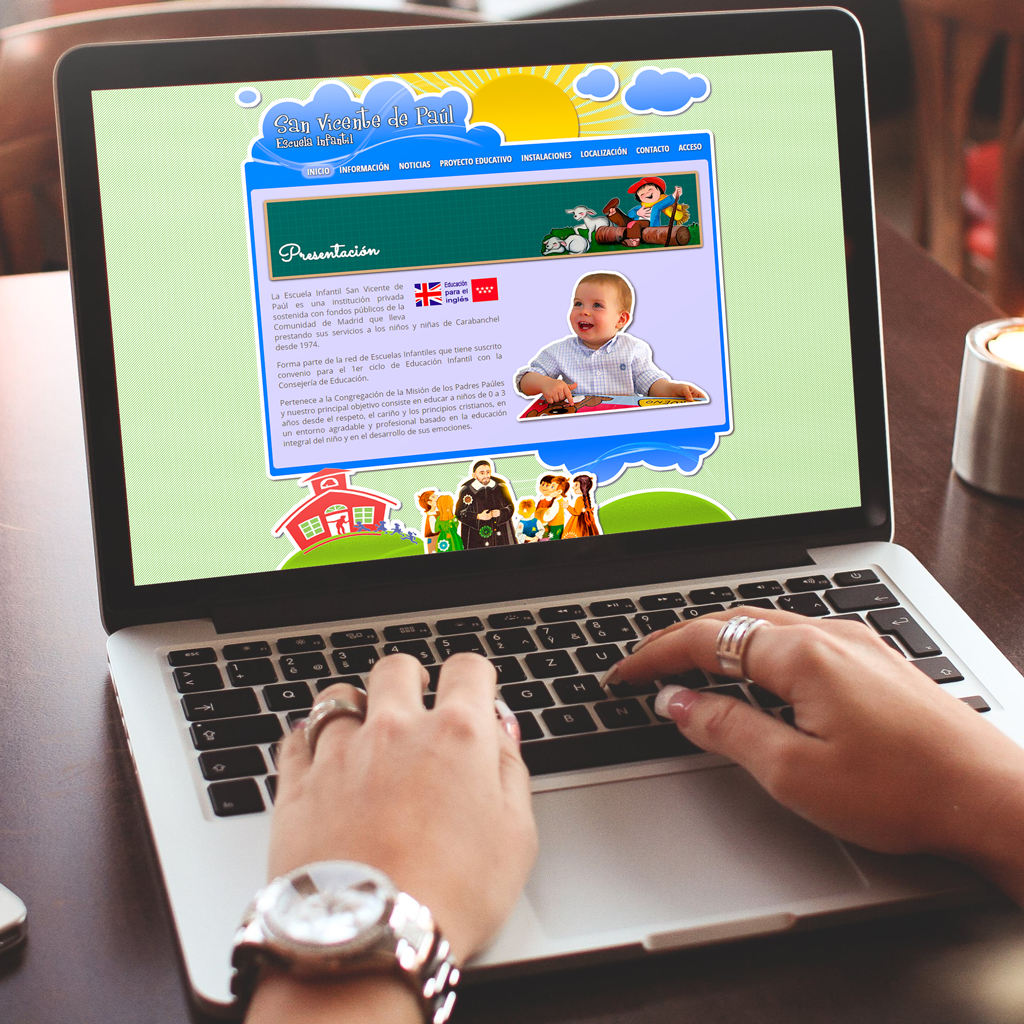 San Vicente de Paúl
Escuela Infantil
INICIO INFORMACIÓN NOTICIAS PROYECTO EDUCATIVO INSTALACIONES LOCALIZACIÓN CONTACTO ACCESO
Presentación
La Escuela Infantil San Vicente de
Paúl es una institución privada
sostenida con fondos públicos de la
Comunidad de Madrid que lleva
prestando sus servicios a los niños y niñas de Carabanchel
desde 1974.
Educación
para el
inglés
Forma parte de la red de Escuelas Infantiles que tiene suscrito
convenio para el 1er ciclo de Educación Infantil con la
Consejería de Educación.
Pertenece a la Congregación de la Misión de los Padres Paúles
y nuestro principal objetivo consiste en educar a niños de 0 a 3
años desde el respeto, el cariño y los principios cristianos, en
un entorno agradable y profesional basado en la educación
integral del niño y en el desarrollo de sus emociones.
esc
Q
Z
U
G
H
B
N